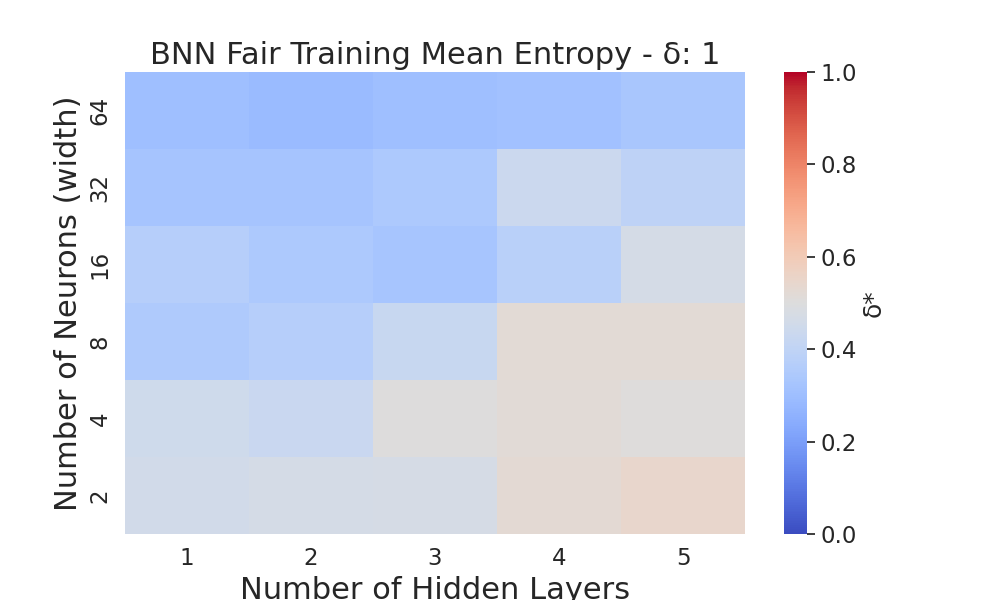 BNN Fair Training Mean Entropy - δ: 1
Number of Neurons (width)
64
32
16
8
4
2
1 2 3 4 5
Number of Hidden Layers
1.0
0.8
0.6
0.4
0.2
0.0
δ*